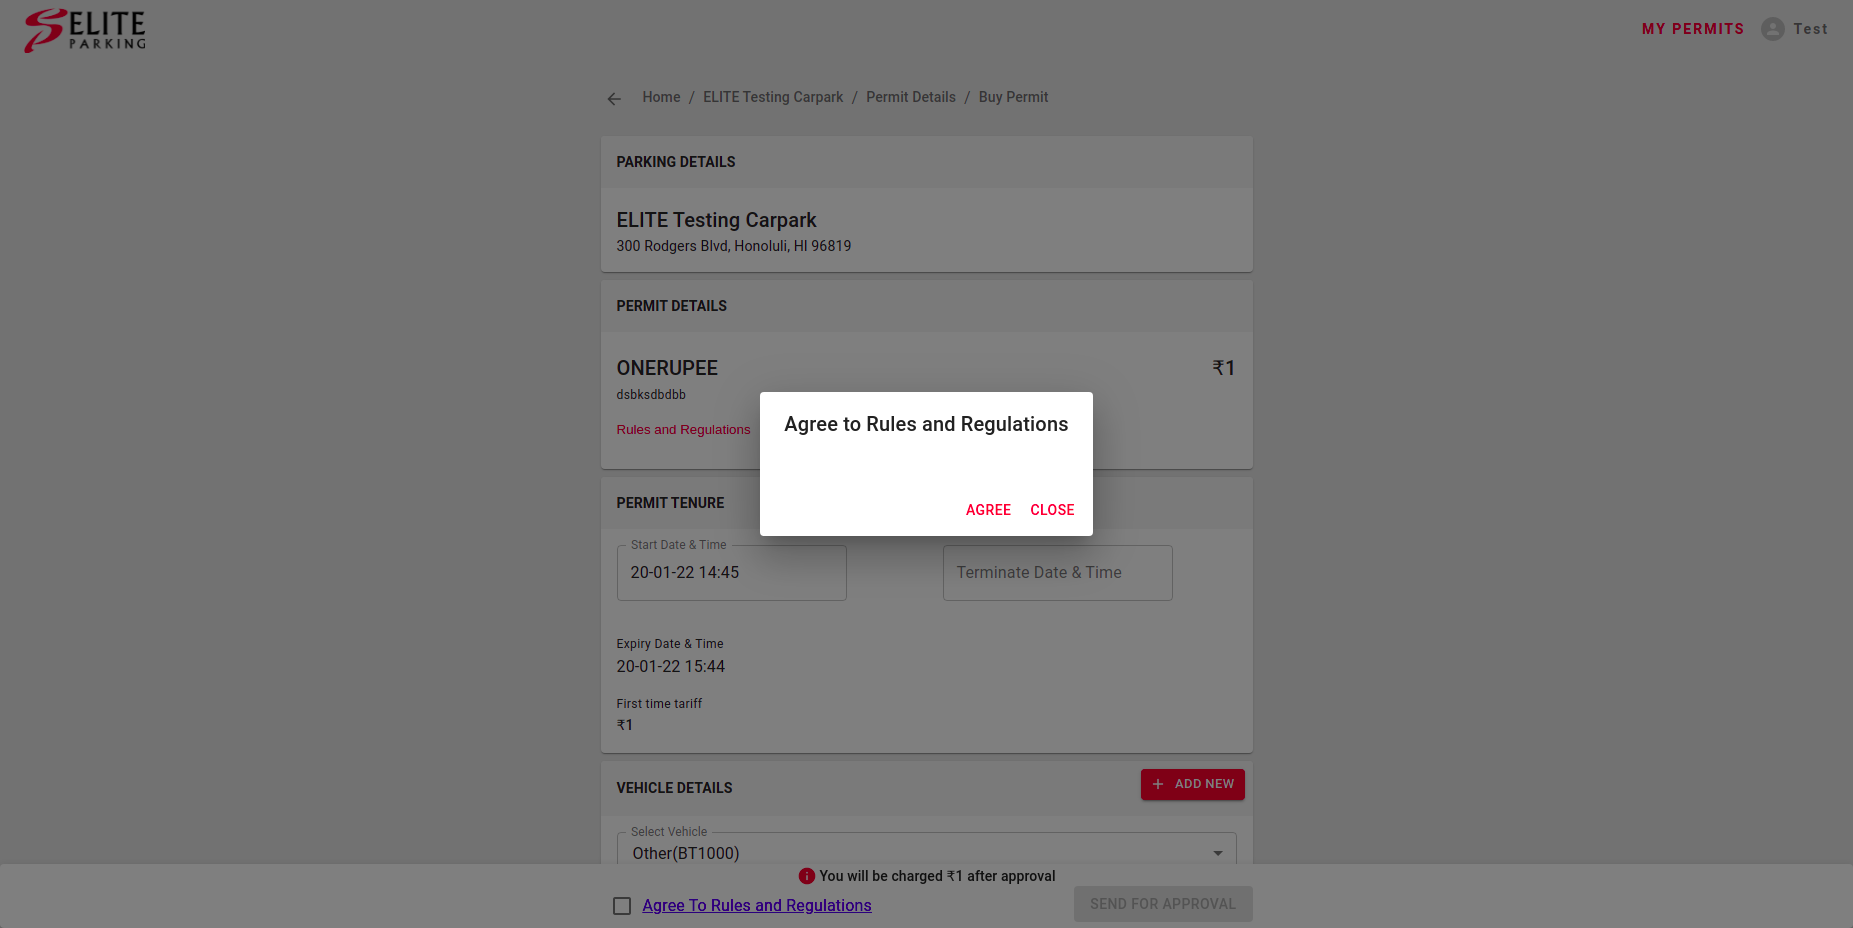 ELITE
PARKING
MY PERMITS
Test
Home / ELITE Testing Carpark / Permit Details / Buy Permit
PARKING DETAILS
ELITE Testing Carpark
300 Rodgers Blvd, Honoluli, HI 96819
PERMIT DETAILS
ONERUPEE
₹1
dsbksdbdbb
Rules and Regulations
Agree to Rules and Regulations
AGREE CLOSE
PERMIT TENURE
Start Date & Time
20-01-22 14:45
Terminate Date & Time
Expiry Date & Time
20-01-22 15:44
First time tariff
₹1
VEHICLE DETAILS
+ ADD NEW
Select Vehicle
Other(BT1000)
You will be charged ₹1 after approval
Agree To Rules and Regulations
SEND FOR APPROVAL